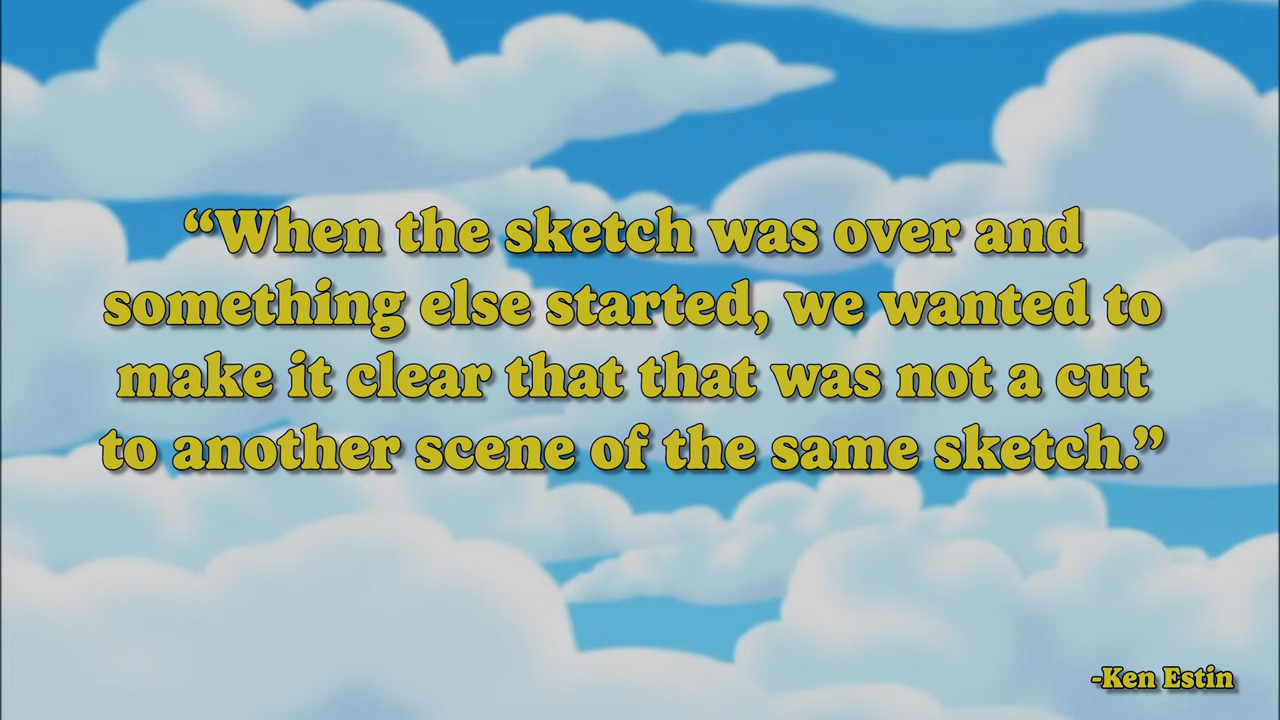 “When the sketch was over and
something else started, we wanted to
make it clear that that was not a cut
to another scene of the same sketch.”
-Ken Estin